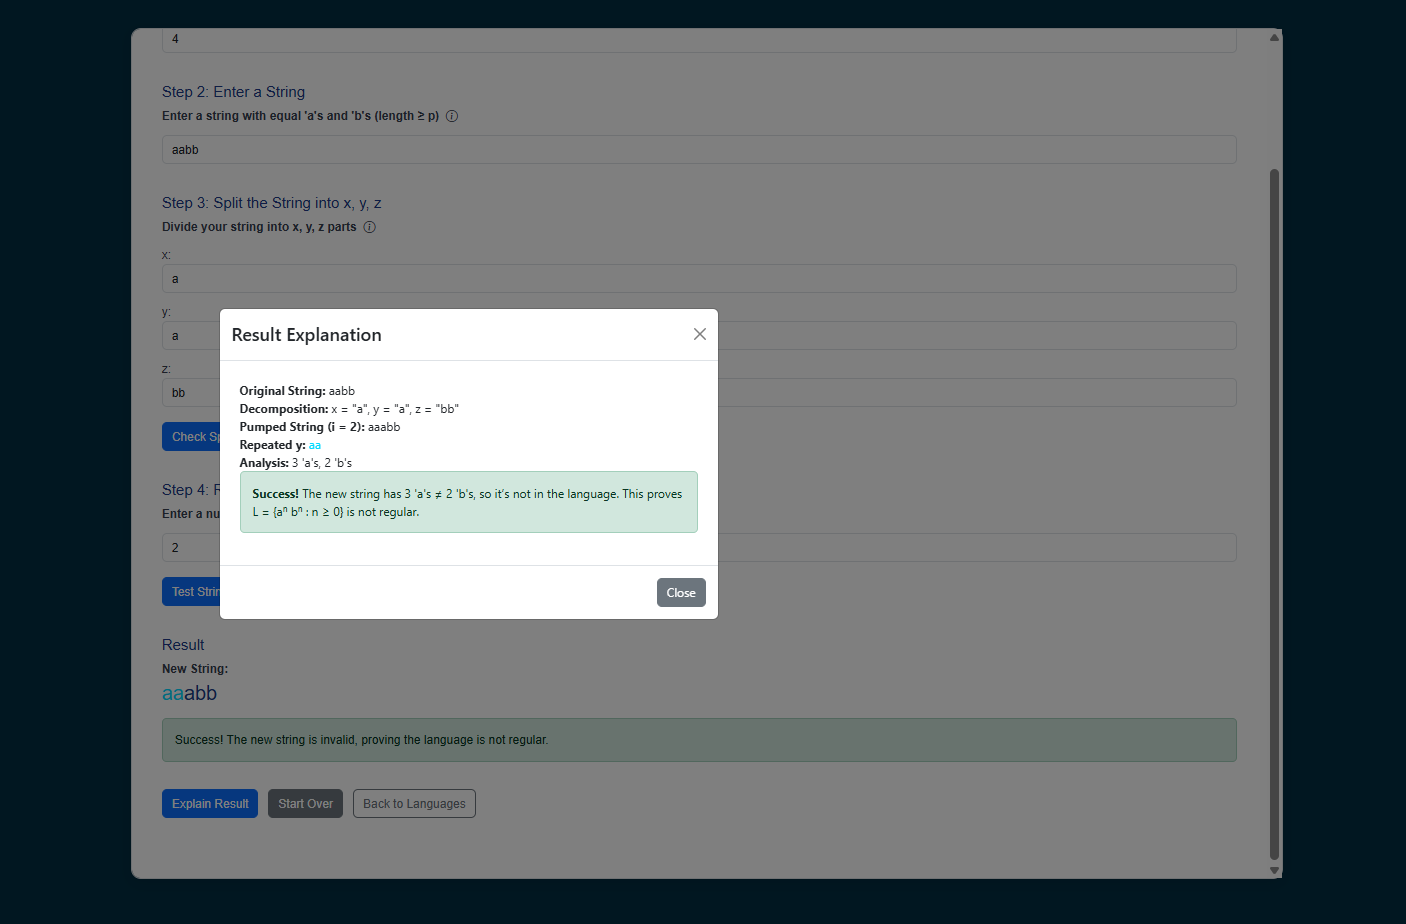 4
Step 2: Enter a String
Enter a string with equal 'a's and 'b's (length ≥ p)
aabb
Step 3: Split the String into x, y, z
Divide your string into x, y, z parts
x:
a
y:
a
z:
bb
Check
Result Explanation
Original String: aabb
Decomposition: x = "a", y = "a", z = "bb"
Pumped String (i = 2): aaabb
Repeated y: aa
Analysis: 3 'a's, 2 'b's
Success! The new string has 3 'a's ≠ 2 'b's, so it's not in the language. This proves
L = {aⁿ bⁿ : n ≥ 0} is not regular.
Close
Step 4:
Enter a
2
Test
Result
New String:
aaabb
Success! The new string is invalid, proving the language is not regular.
Explain Result
Start Over
Back to Languages